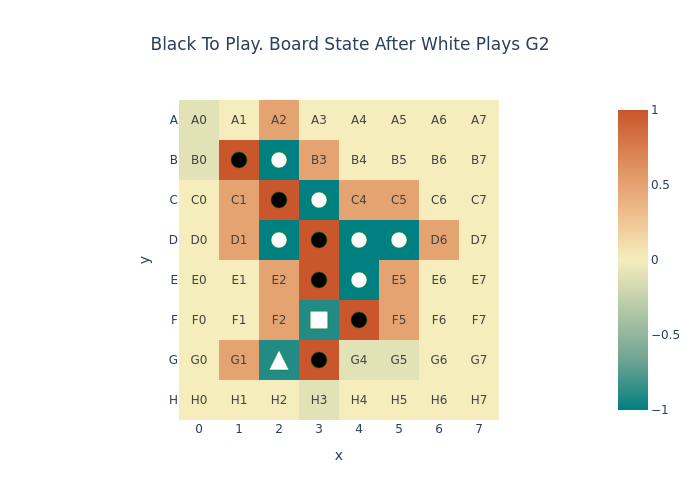 Black To Play. Board State After White Plays G2
A A0 A1 A2 A3 A4 A5 A6 A7 1
B B0 B3 B4 B5 B6 B7
C C0 C1 C4 C5 C6 C7 0.5
D D0 D1 D6 D7
y 0
E E0 E1 E2 E5 E6 E7
F F0 F1 F2 F5 F6 F7 −0.5
G G0 G1 G4 G5 G6 G7
H H0 H1 H2 H3 H4 H5 H6 H7 −1
0 1 2 3 4 5 6 7
x